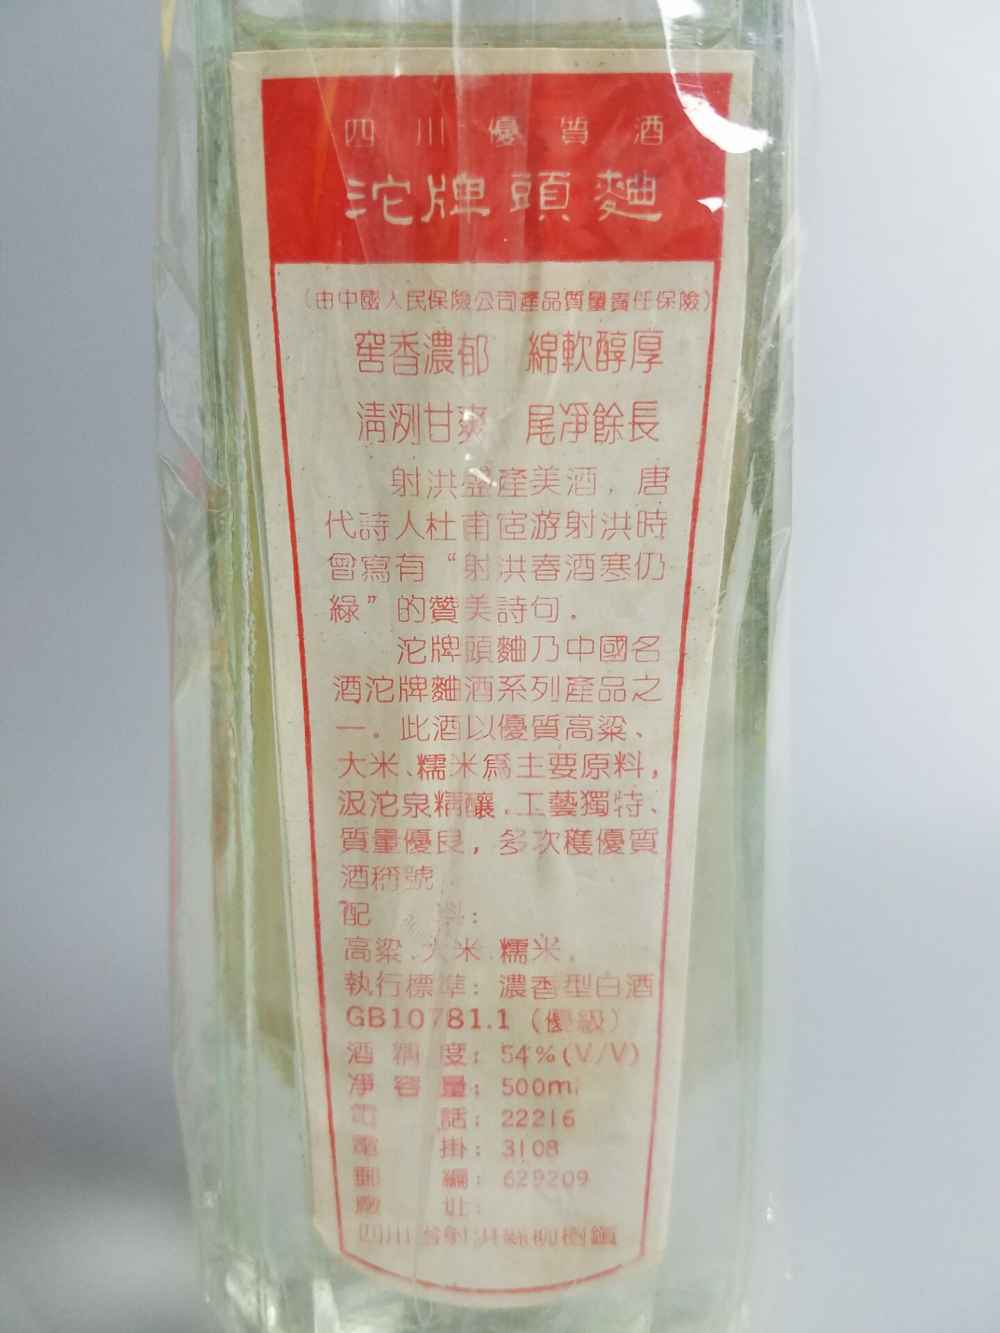 四川優質酒
沱牌頭麯
(由中國人民保險公司產品質量責任保險)
窖香濃郁 綿軟醇厚
清洌甘爽 尾凈餘長
射洪盛產美酒，唐
代詩人杜甫宦游射洪時
曾寫有“射洪春酒寒仍
綠”的贊美詩句.
沱牌頭麯乃中國名
酒沱牌麯酒系列產品之
一。此酒以優質高粱、
大米、糯米爲主要原料，
汲沱泉精釀.工藝獨特、
質量優良，多次穫優質
酒稱號
配 料：
高粱、大米、糯米.
執行標準：濃香型白酒
GB10781.1（優級）
酒精度：54%(V/V)
凈容量：500ml
電話：22216
電掛：3108
郵編：629209
廠址：
四川省射洪縣柳樹鎮